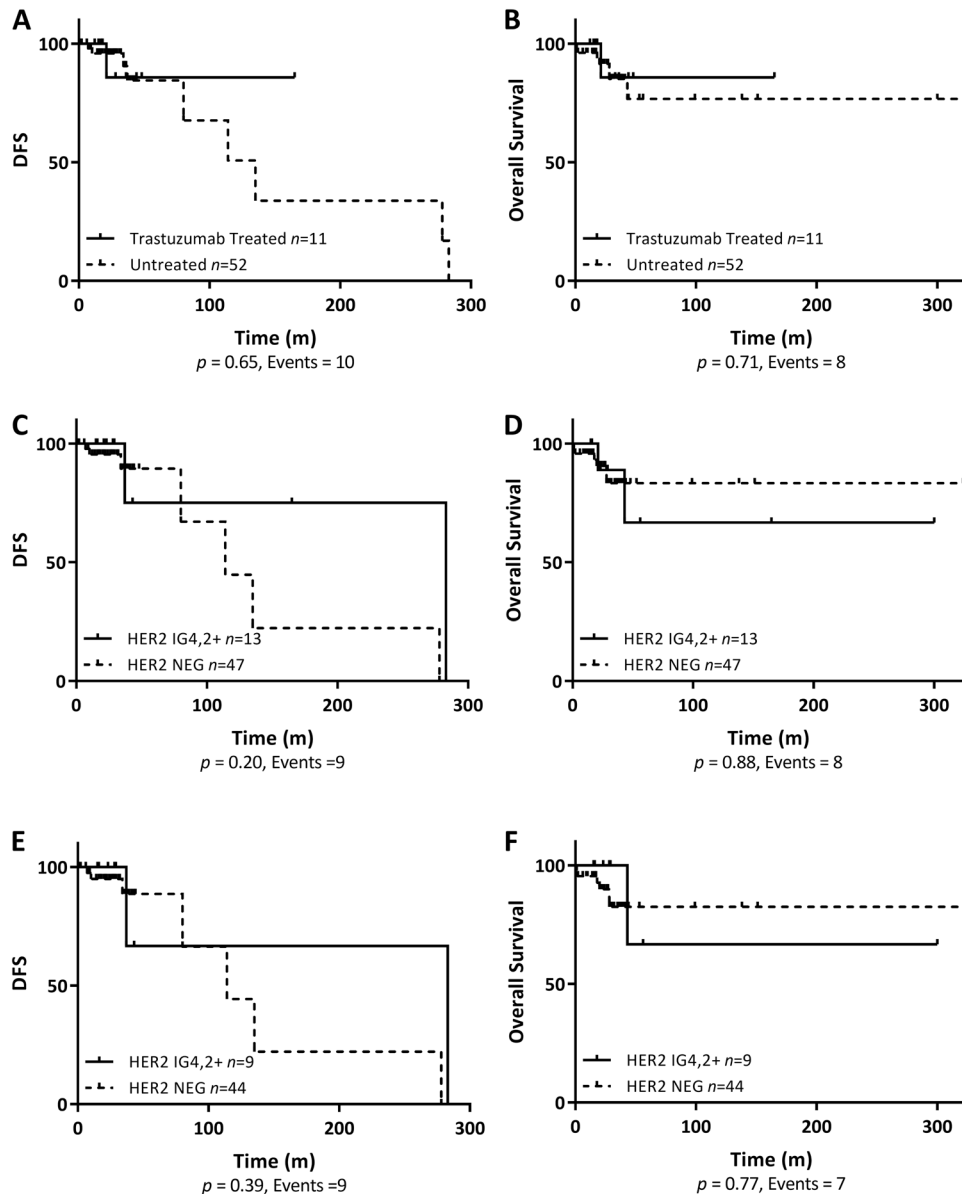 A
B
100
50
0
DFS
Trastuzumab Treated n=11
Untreated n=52
0 100 200 300
Time (m)
p = 0.65, Events = 10
100
50
0
Overall Survival
Trastuzumab Treated n=11
Untreated n=52
0 100 200 300
Time (m)
p = 0.71, Events = 8
C
D
100
50
0
DFS
HER2 IG4,2+ n=13
HER2 NEG n=47
0 100 200 300
Time (m)
p = 0.20, Events =9
100
50
0
Overall Survival
HER2 IG4,2+ n=13
HER2 NEG n=47
0 100 200 300
Time (m)
p = 0.88, Events = 8
E
F
100
50
0
DFS
HER2 IG4,2+ n=9
HER2 NEG n=44
0 100 200 300
Time (m)
p = 0.39, Events =9
100
50
0
Overall Survival
HER2 IG4,2+ n=9
HER2 NEG n=44
0 100 200 300
Time (m)
p = 0.77, Events = 7